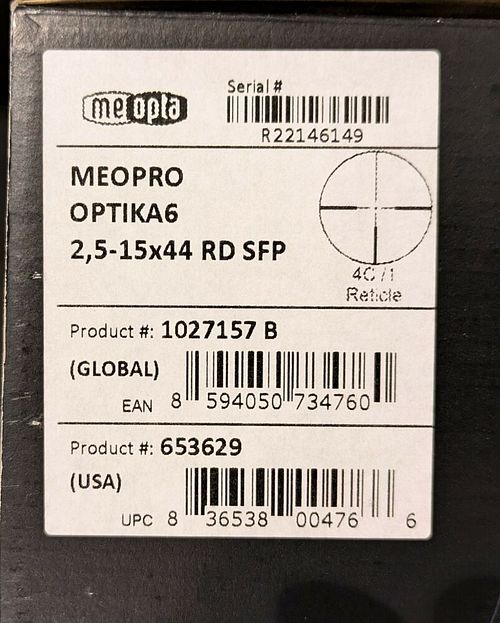 meopta
Serial #
R22146149
MEOPRO
OPTIKA6
2,5-15x44 RD SFP
4C /1
Reticle
Product #: 1027157 B
(GLOBAL)
EAN 8 594050 734760
Product #: 653629
(USA)
UPC 8 36538 00476 6